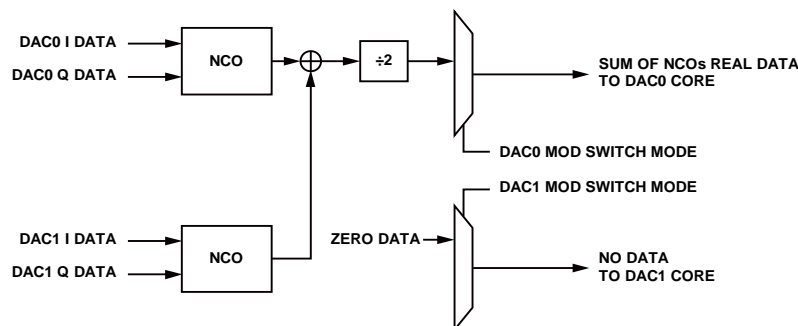 DAC0 I DATA
DAC0 Q DATA
NCO
÷2
SUM OF NCOs REAL DATA
TO DAC0 CORE
DAC0 MOD SWITCH MODE
DAC1 MOD SWITCH MODE
DAC1 I DATA
DAC1 Q DATA
NCO
ZERO DATA
NO DATA
TO DAC1 CORE